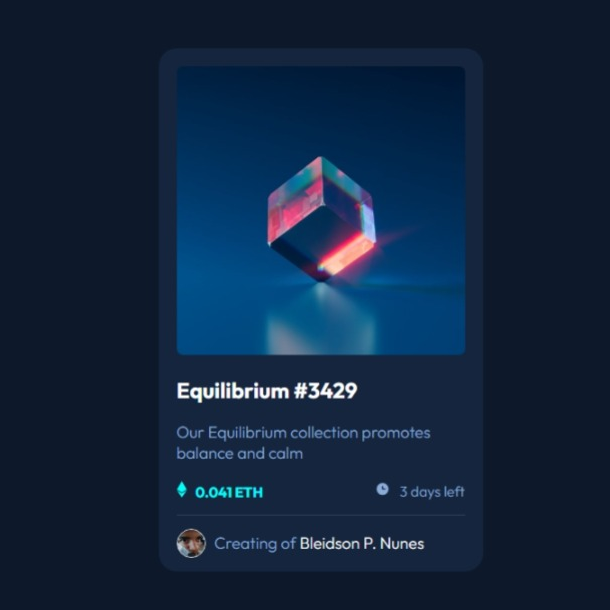 Equilibrium #3429
Our Equilibrium collection promotes
balance and calm
0.041 ETH
3 days left
Creating of Bleidson P. Nunes